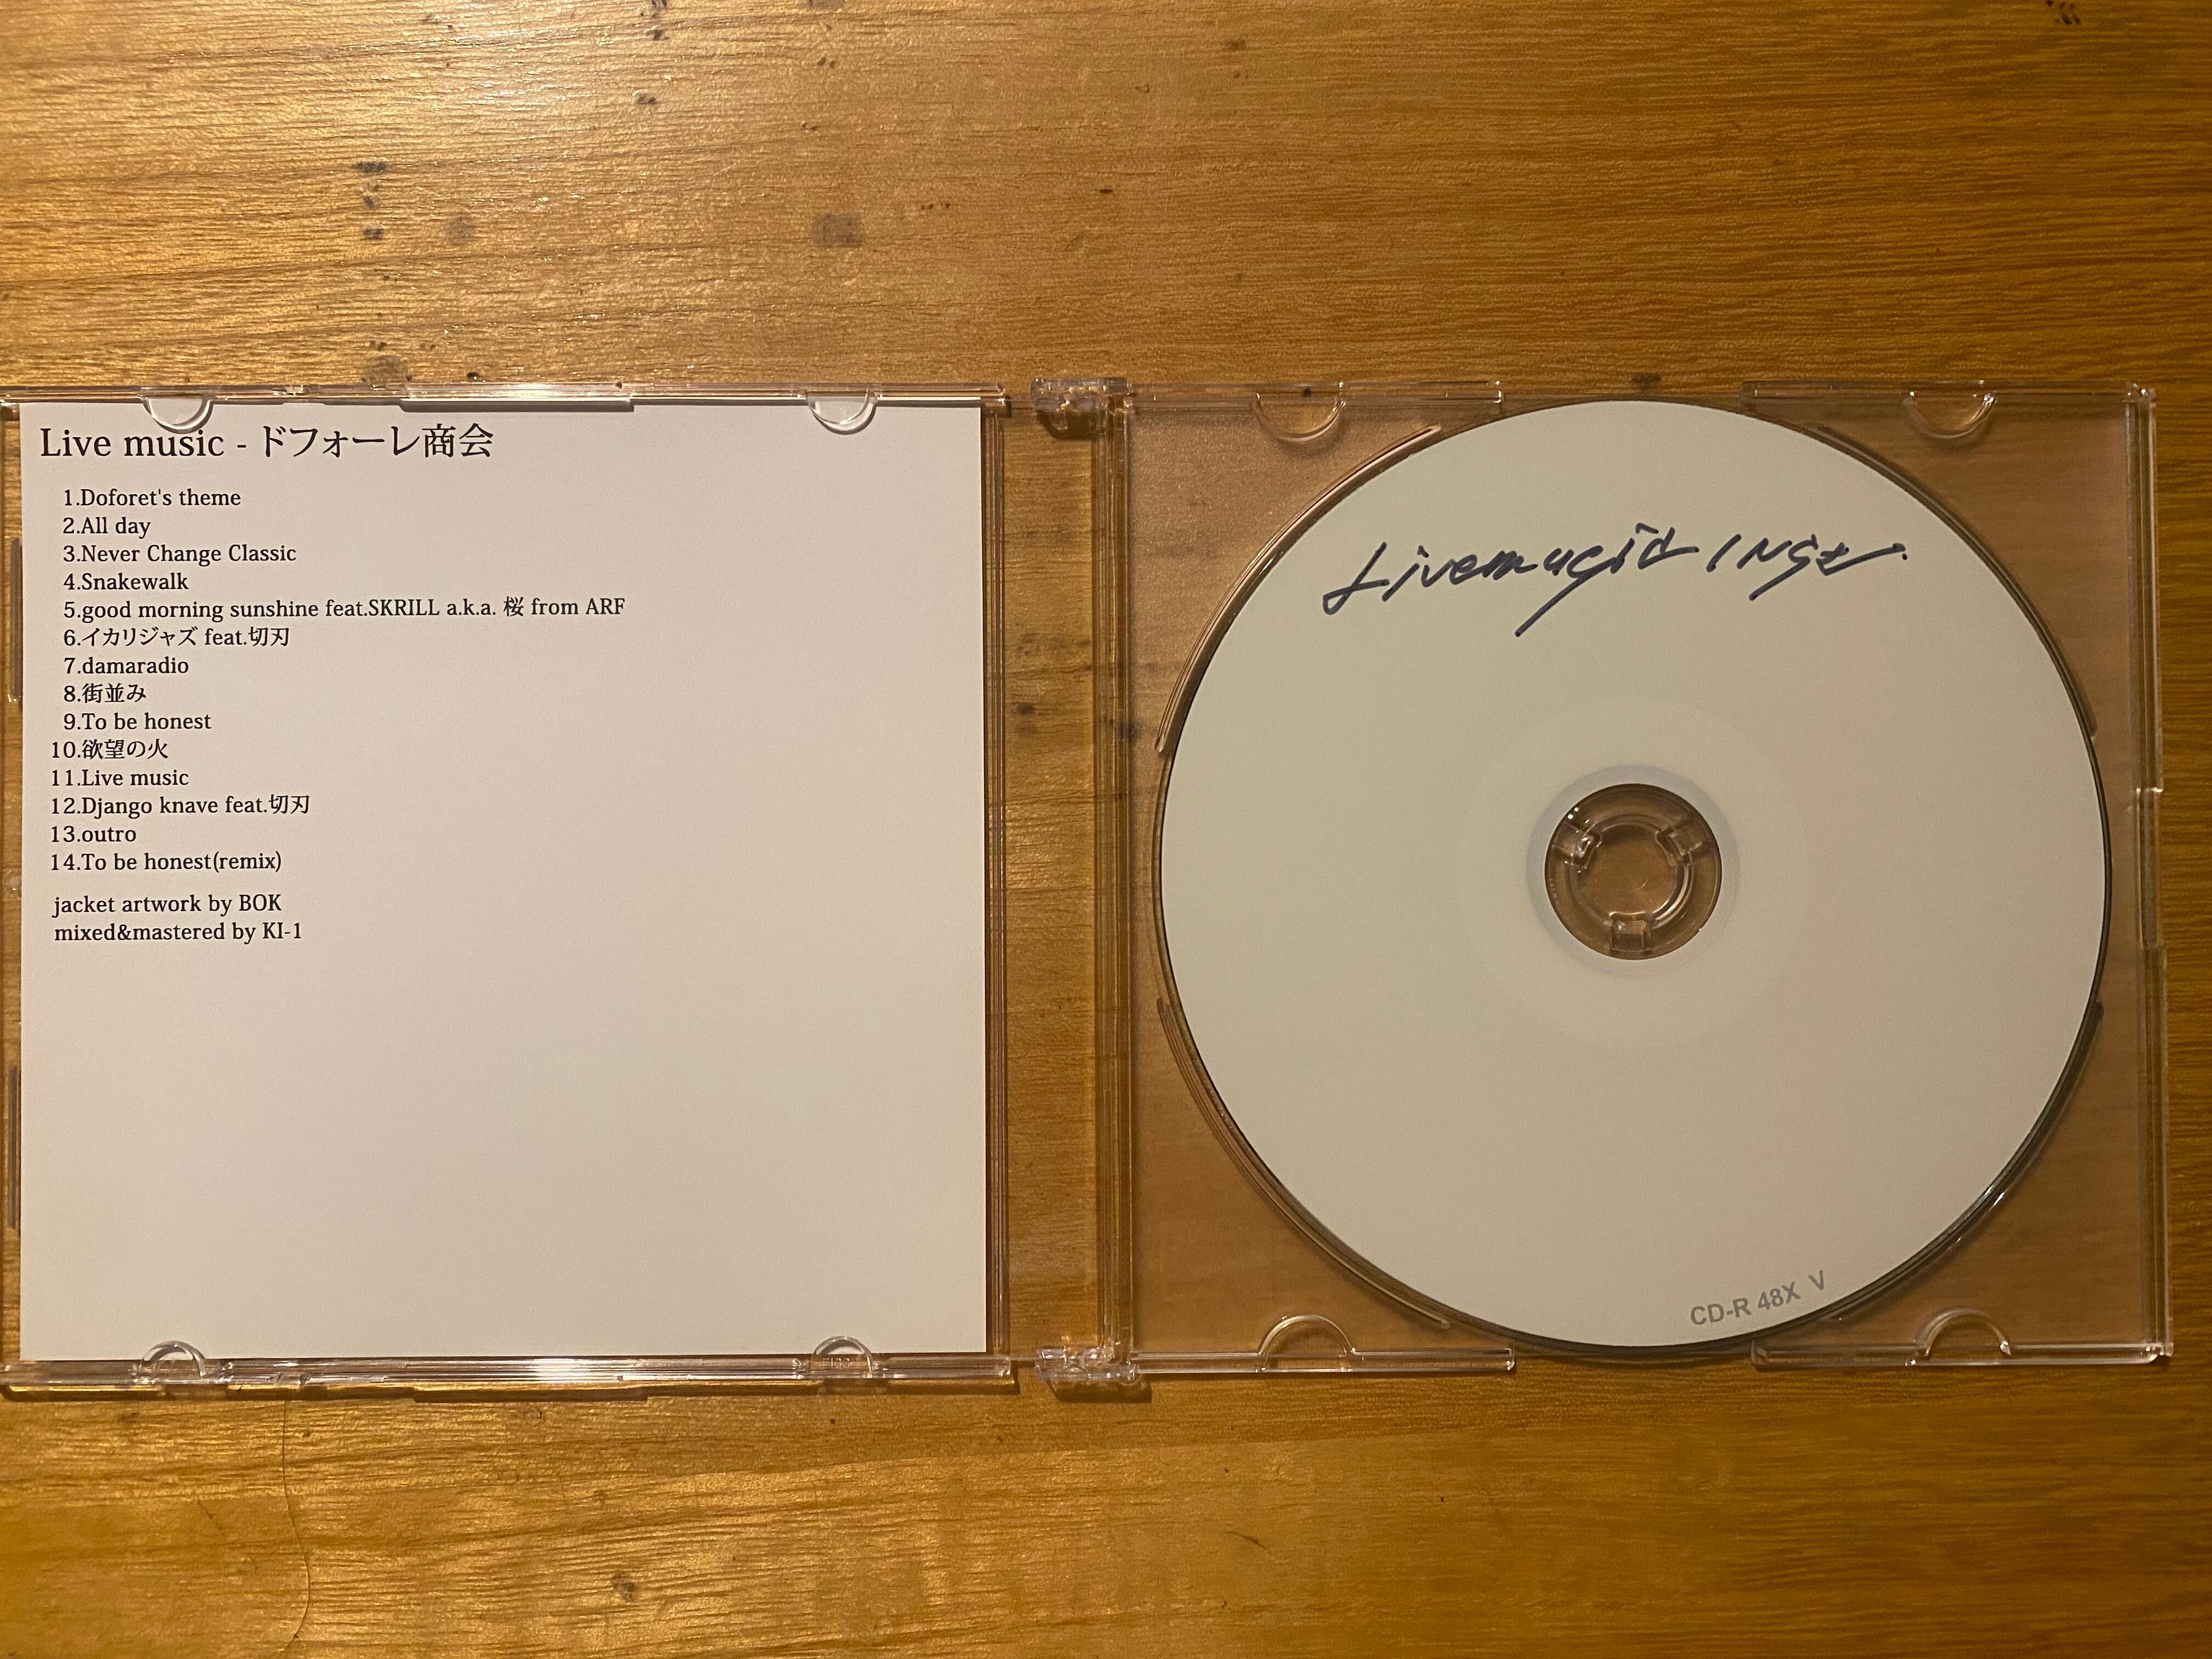 Live music - ドフォーレ商会
1.Doforet's theme
2.All day
3.Never Change Classic
4.Snakewalk
5.good morning sunshine feat.SKRILL a.k.a. 桜 from ARF
6.イカリジャズ feat.切刃
7.damaradio
8.街並み
9.To be honest
10.欲望の火
11.Live music
12.Django knave feat.切刃
13.outro
14.To be honest(remix)
jacket artwork by BOK
mixed&mastered by KI-1
Livemusic INST
CD-R 48X V